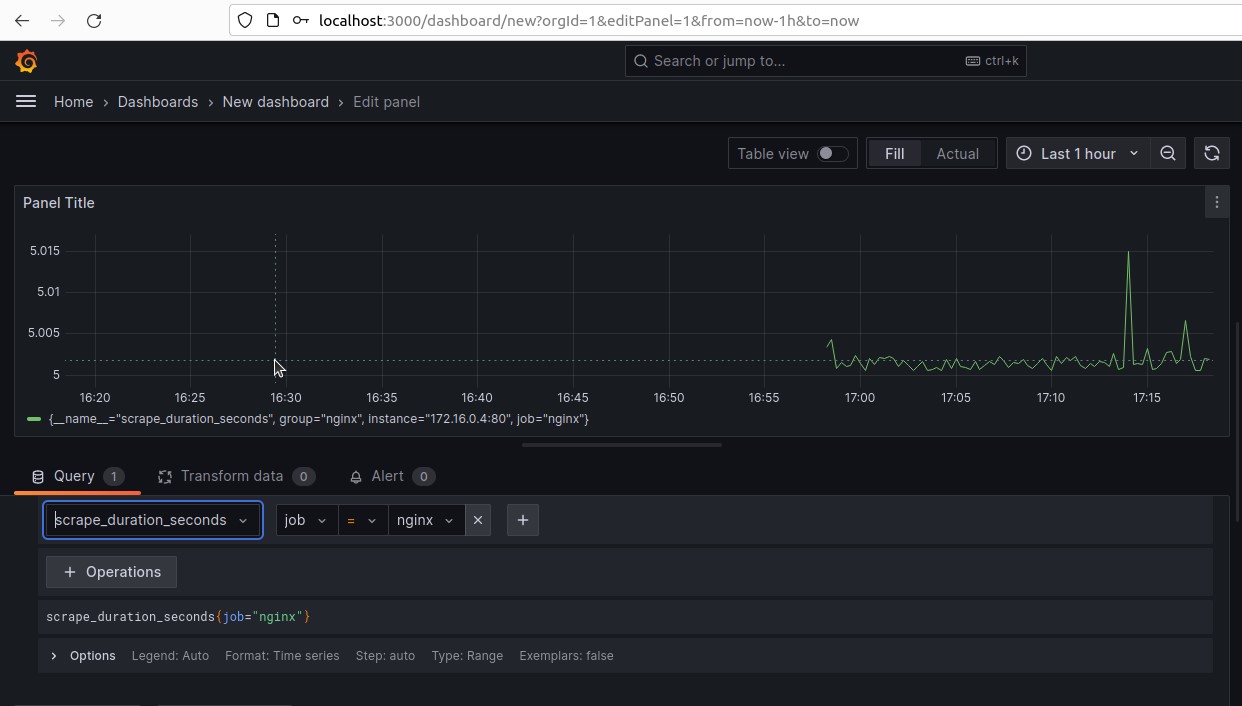 localhost:3000/dashboard/new?orgId=1&editPanel=1&from=now-1h&to=now
Search or jump to... ctrl+k
Home › Dashboards › New dashboard › Edit panel
Table view Fill Actual Last 1 hour
Panel Title
5.015
5.01
5.005
5
16:20 16:25 16:30 16:35 16:40 16:45 16:50 16:55 17:00 17:05 17:10 17:15
{__name__="scrape_duration_seconds", group="nginx", instance="172.16.0.4:80", job="nginx"}
Query 1 Transform data 0 Alert 0
scrape_duration_seconds job = nginx
+ Operations
scrape_duration_seconds{job="nginx"}
Options Legend: Auto Format: Time series Step: auto Type: Range Exemplars: false